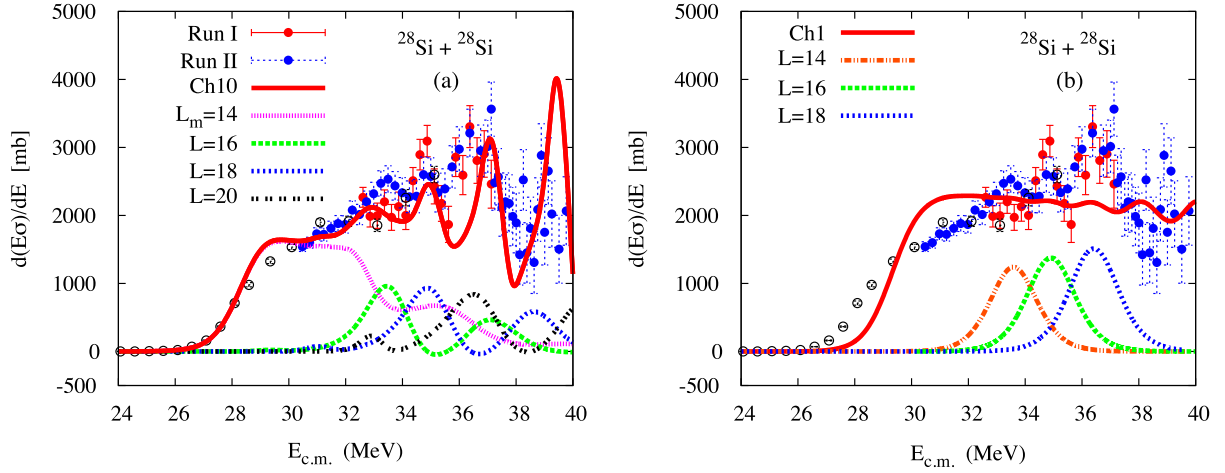 5000
4000
3000
2000
1000
0
-500
d(Eσ)/dE [mb]
24 26 28 30 32 34 36 38 40
E_c.m. (MeV)
Run I
Run II
Ch10
L_m=14
L=16
L=18
L=20
²⁸Si + ²⁸Si
(a)
5000
4000
3000
2000
1000
0
-500
d(Eσ)/dE [mb]
24 26 28 30 32 34 36 38 40
E_c.m. (MeV)
Ch1
L=14
L=16
L=18
²⁸Si + ²⁸Si
(b)